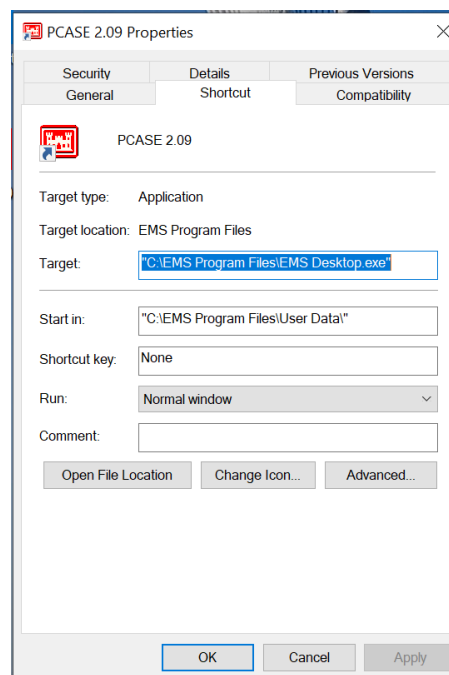 PCASE 2.09 Properties
Security Details Previous Versions
General Shortcut Compatibility
PCASE 2.09
Target type: Application
Target location: EMS Program Files
Target: "C:\EMS Program Files\EMS Desktop.exe"
Start in: "C:\EMS Program Files\User Data\"
Shortcut key: None
Run: Normal window
Comment:
Open File Location Change Icon... Advanced...
OK Cancel Apply